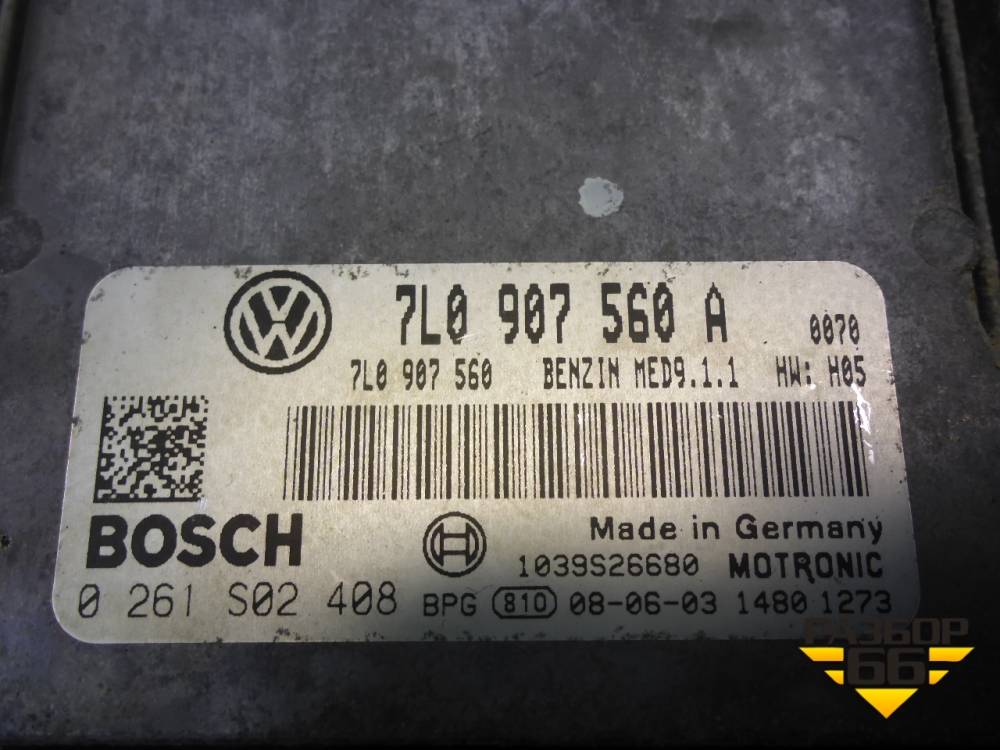 7L0 907 560 A 0070
7L0 907 560 BENZIN MED9.1.1 HW: H05
BOSCH Made in Germany
1039S26680 MOTRONIC
0 261 S02 408 BPG 810 08-06-03 1480 1273
РАЗБОР
66